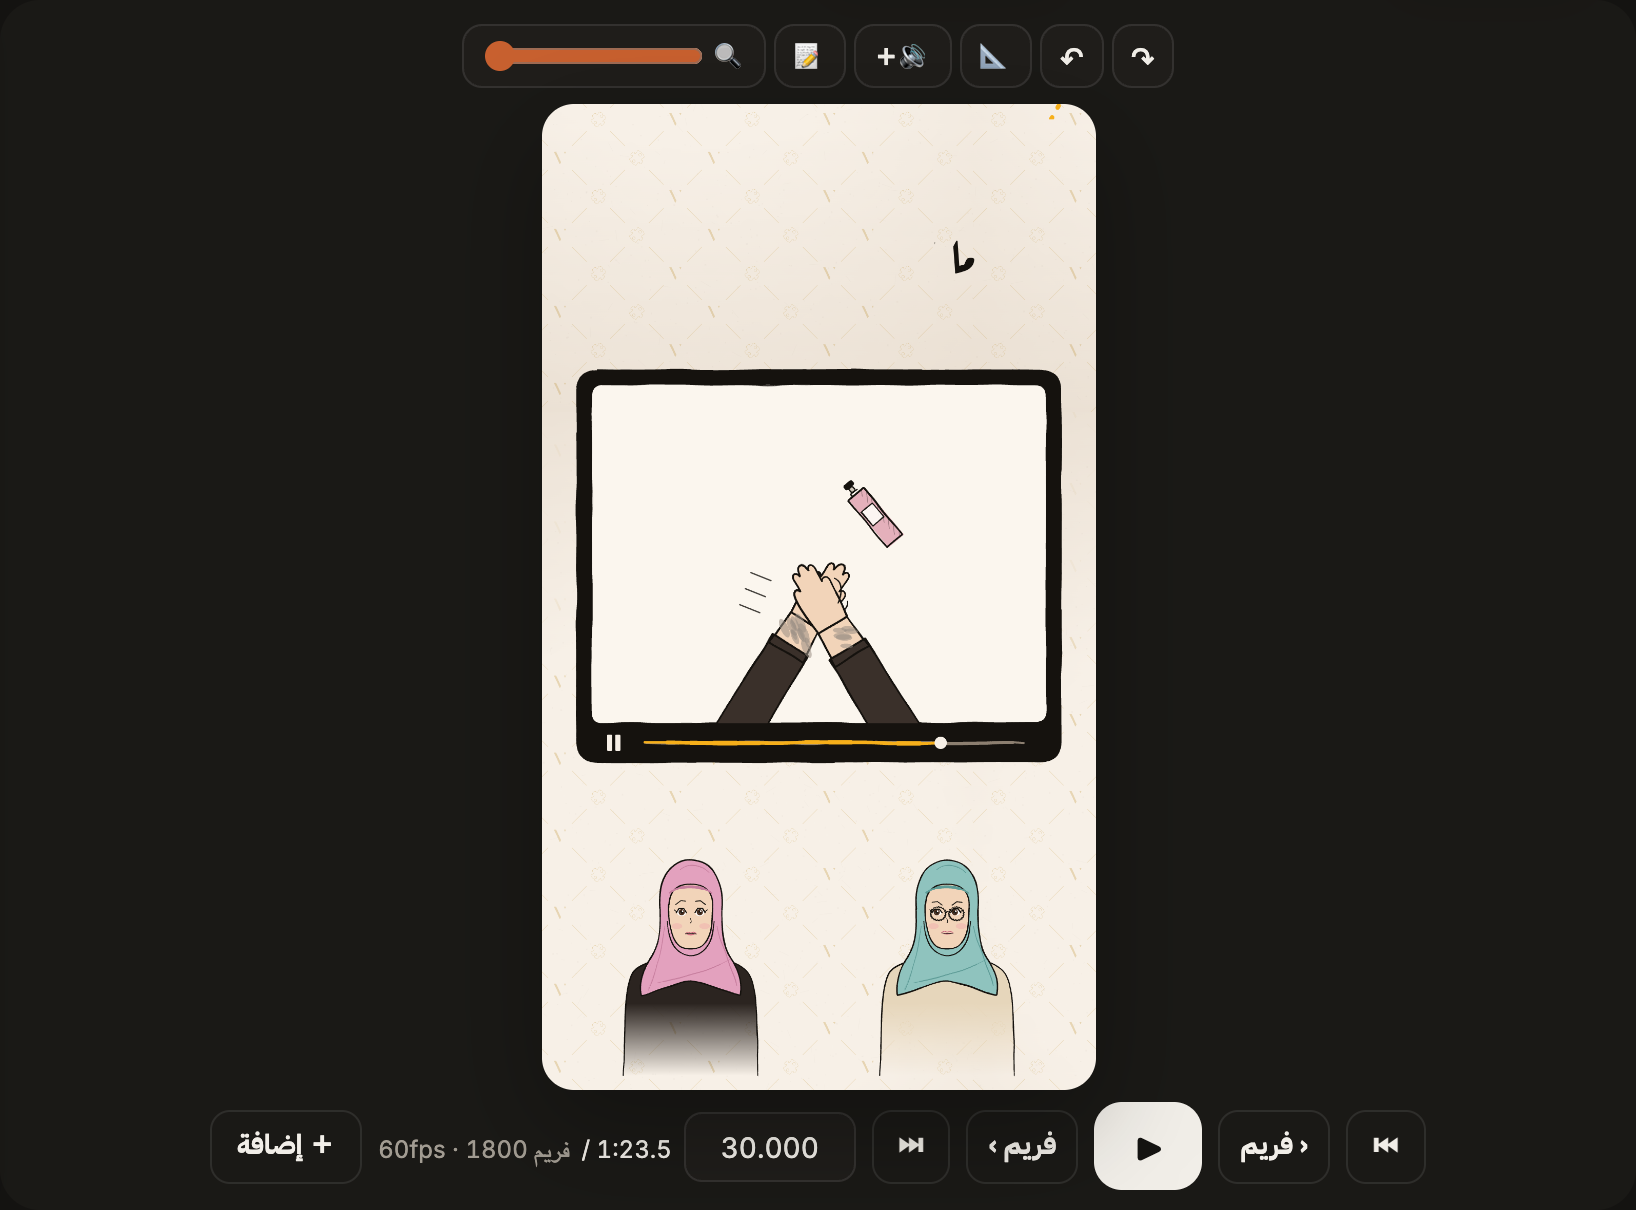 ما
+ إضافة
60fps · 1800 فريم / 1:23.5
30.000
‹ فريم
فريم ›